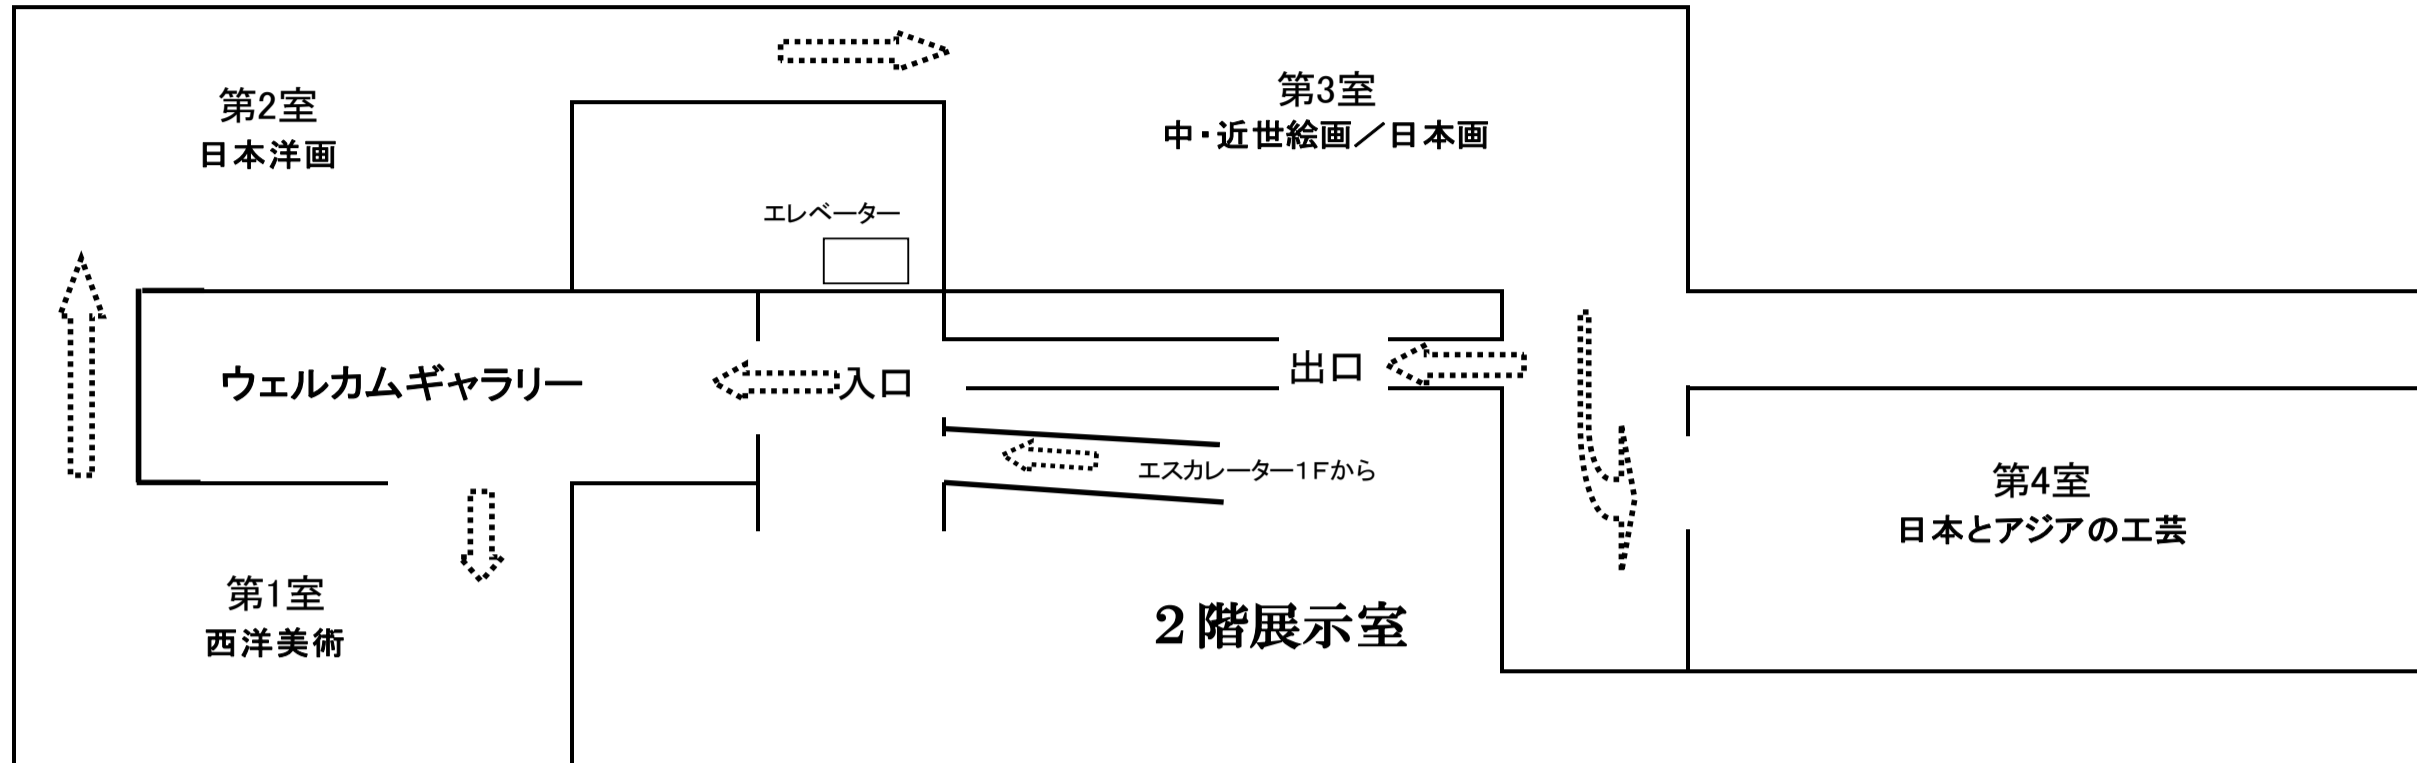 第2室
日本洋画
第3室
中・近世絵画／日本画
エレベーター
ウェルカムギャラリー
入口
出口
エスカレーター１Ｆから
第4室
日本とアジアの工芸
第1室
西洋美術
２階展示室